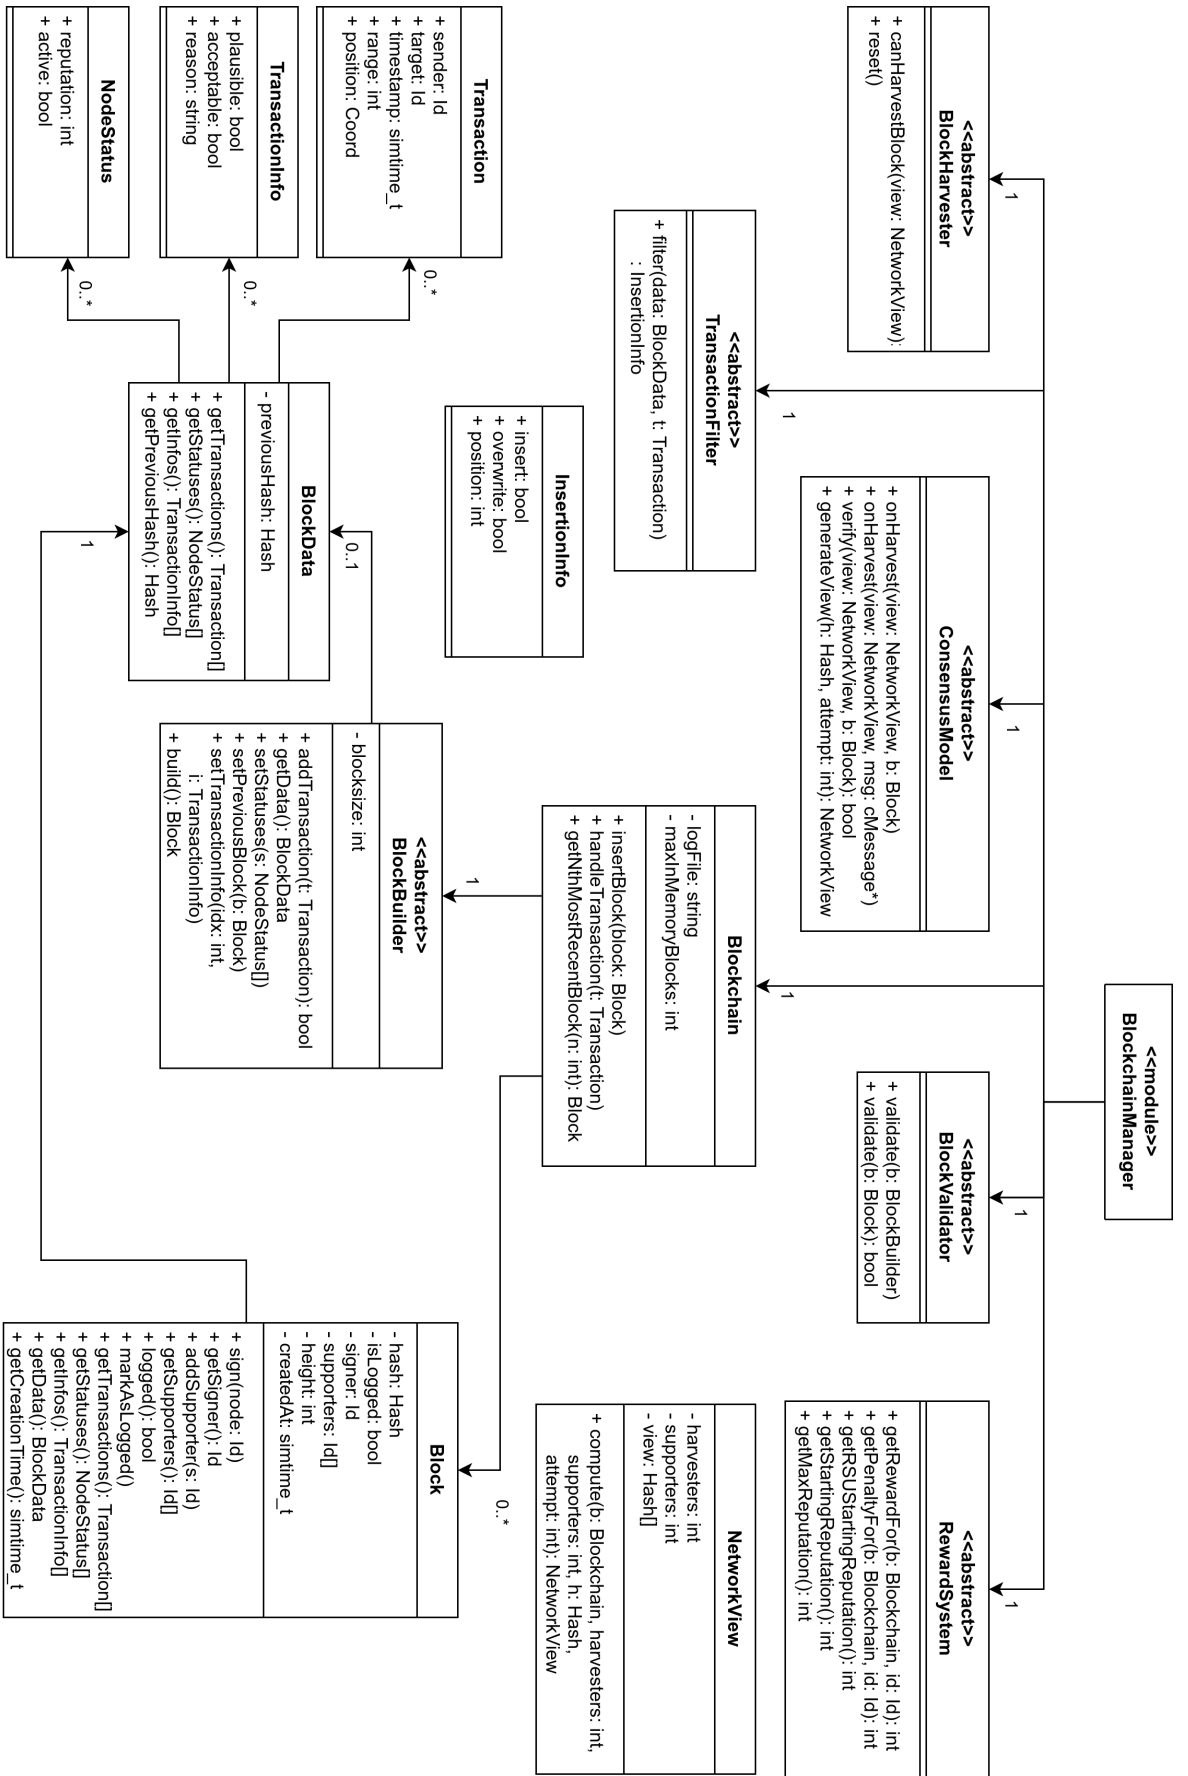 <<module>>
BlockchainManager
1
1
1
1
1
1
<<abstract>>
BlockHarvester
+ canHarvestBlock(view: NetworkView):
+ reset()
<<abstract>>
TransactionFilter
+ filter(data: BlockData, t: Transaction)
: InsertionInfo
<<abstract>>
ConsensusModel
+ onHarvest(view: NetworkView, b: Block)
+ onHarvest(view: NetworkView, msg: cMessage*)
+ verify(view: NetworkView, b: Block): bool
+ generateView(h: Hash, attempt: int): NetworkView
Blockchain
- logFile: string
- maxInMemoryBlocks: int
+ insertBlock(block: Block)
+ handleTransaction(t: Transaction)
+ getNthMostRecentBlock(n: int): Block
<<abstract>>
BlockValidator
+ validate(b: BlockBuilder)
+ validate(b: Block): bool
<<abstract>>
RewardSystem
+ getRewardFor(b: Blockchain, id: Id): int
+ getPenaltyFor(b: Blockchain, id: Id): int
+ getRSUStartingReputation(): int
+ getStartingReputation(): int
+ getMaxReputation(): int
InsertionInfo
+ insert: bool
+ overwrite: bool
+ position: int
NetworkView
- harvesters: int
- supporters: int
- view: Hash[]
+ compute(b: Blockchain, harvesters: int,
supporters: int, h: Hash,
attempt: int): NetworkView
Transaction
+ sender: Id
+ target: Id
+ timestamp: simtime_t
+ range: int
+ position: Coord
0..*
TransactionInfo
+ plausible: bool
+ acceptable: bool
+ reason: string
0..*
NodeStatus
+ reputation: int
+ active: bool
0..*
BlockData
- previousHash: Hash
+ getTransactions(): Transaction[]
+ getStatuses(): NodeStatus[]
+ getInfos(): TransactionInfo[]
+ getPreviousHash(): Hash
0..1
1
<<abstract>>
BlockBuilder
- blocksize: int
+ addTransaction(t: Transaction): bool
+ getData(): BlockData
+ setStatuses(s: NodeStatus[])
+ setPreviousBlock(b: Block)
+ setTransactionInfo(idx: int,
i: TransactionInfo)
+ build(): Block
1
Block
- hash: Hash
- isLogged: bool
- signer: Id
- supporters: Id[]
- height: int
- createdAt: simtime_t
+ sign(node: Id)
+ getSigner(): Id
+ addSupporter(s: Id)
+ getSupporters(): Id[]
+ logged(): bool
+ markAsLogged()
+ getTransactions(): Transaction[]
+ getStatuses(): NodeStatus[]
+ getInfos(): TransactionInfo[]
+ getData(): BlockData
+ getCreationTime(): simtime_t
0..*